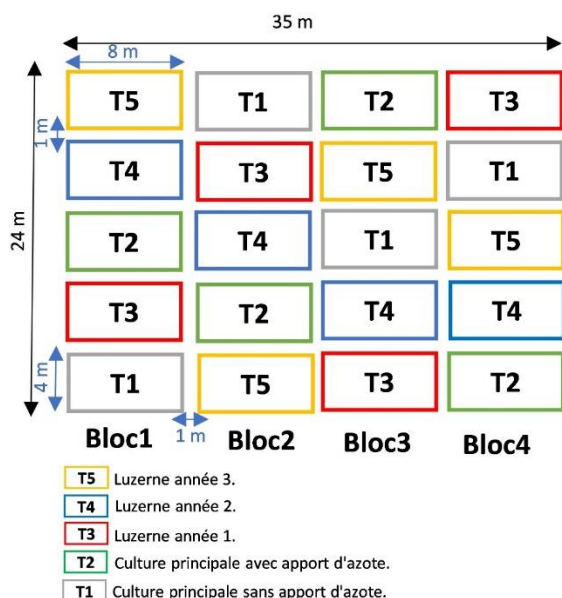 35 m
8 m
T5 T1 T2 T3
1 m
T4 T3 T5 T1
24 m
T2 T4 T1 T5
T3 T2 T4 T4
4 m
T1 T5 T3 T2
1 m
Bloc1 Bloc2 Bloc3 Bloc4
T5 Luzerne année 3.
T4 Luzerne année 2.
T3 Luzerne année 1.
T2 Culture principale avec apport d'azote.
T1 Culture principale sans apport d'azote.